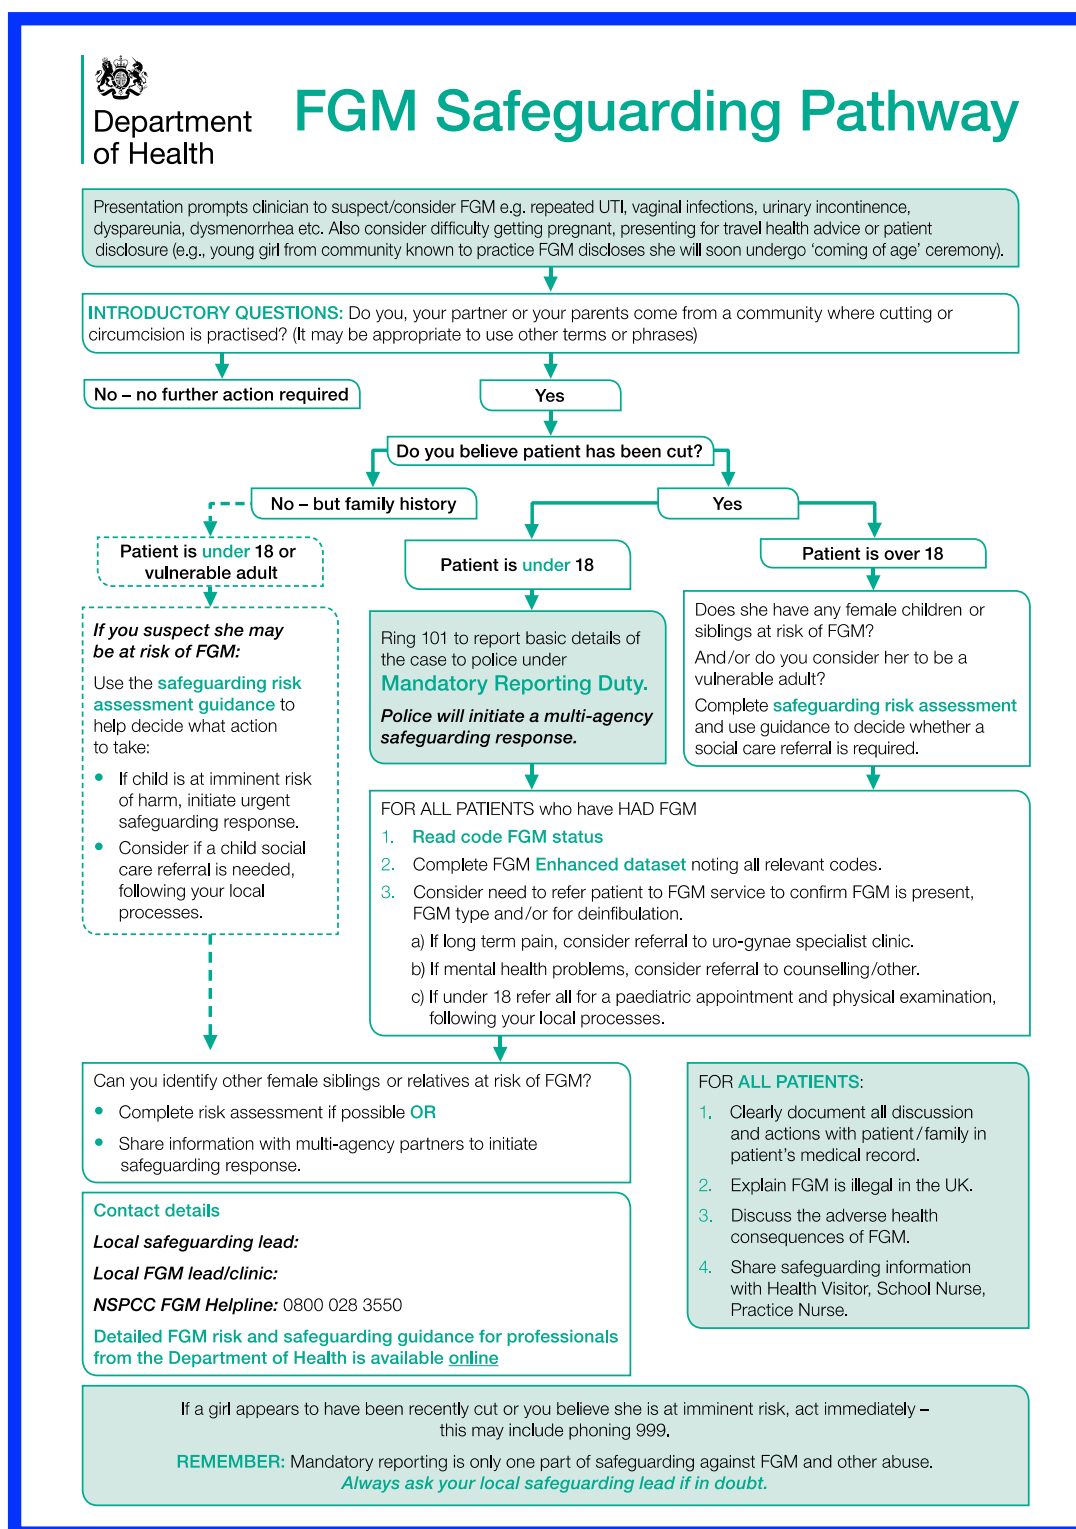 Department
of Health
FGM Safeguarding Pathway
Presentation prompts clinician to suspect/consider FGM e.g. repeated UTI, vaginal infections, urinary incontinence,
dyspareunia, dysmenorrhea etc. Also consider difficulty getting pregnant, presenting for travel health advice or patient
disclosure (e.g., young girl from community known to practice FGM discloses she will soon undergo ‘coming of age’ ceremony).
INTRODUCTORY QUESTIONS: Do you, your partner or your parents come from a community where cutting or
circumcision is practised? (It may be appropriate to use other terms or phrases)
No – no further action required
Yes
Do you believe patient has been cut?
No – but family history
Yes
Patient is under 18 or
vulnerable adult
Patient is under 18
Patient is over 18
If you suspect she may
be at risk of FGM:
Use the safeguarding risk
assessment guidance to
help decide what action
to take:
• If child is at imminent risk
of harm, initiate urgent
safeguarding response.
• Consider if a child social
care referral is needed,
following your local
processes.
Ring 101 to report basic details of
the case to police under
Mandatory Reporting Duty.
Police will initiate a multi-agency
safeguarding response.
Does she have any female children or
siblings at risk of FGM?
And/or do you consider her to be a
vulnerable adult?
Complete safeguarding risk assessment
and use guidance to decide whether a
social care referral is required.
FOR ALL PATIENTS who have HAD FGM
1. Read code FGM status
2. Complete FGM Enhanced dataset noting all relevant codes.
3. Consider need to refer patient to FGM service to confirm FGM is present,
FGM type and/or for deinfibulation.
a) If long term pain, consider referral to uro-gynae specialist clinic.
b) If mental health problems, consider referral to counselling/other.
c) If under 18 refer all for a paediatric appointment and physical examination,
following your local processes.
Can you identify other female siblings or relatives at risk of FGM?
• Complete risk assessment if possible OR
• Share information with multi-agency partners to initiate
safeguarding response.
FOR ALL PATIENTS:
1. Clearly document all discussion
and actions with patient/family in
patient’s medical record.
2. Explain FGM is illegal in the UK.
3. Discuss the adverse health
consequences of FGM.
4. Share safeguarding information
with Health Visitor, School Nurse,
Practice Nurse.
Contact details
Local safeguarding lead:
Local FGM lead/clinic:
NSPCC FGM Helpline: 0800 028 3550
Detailed FGM risk and safeguarding guidance for professionals
from the Department of Health is available online
If a girl appears to have been recently cut or you believe she is at imminent risk, act immediately –
this may include phoning 999.
REMEMBER: Mandatory reporting is only one part of safeguarding against FGM and other abuse.
Always ask your local safeguarding lead if in doubt.